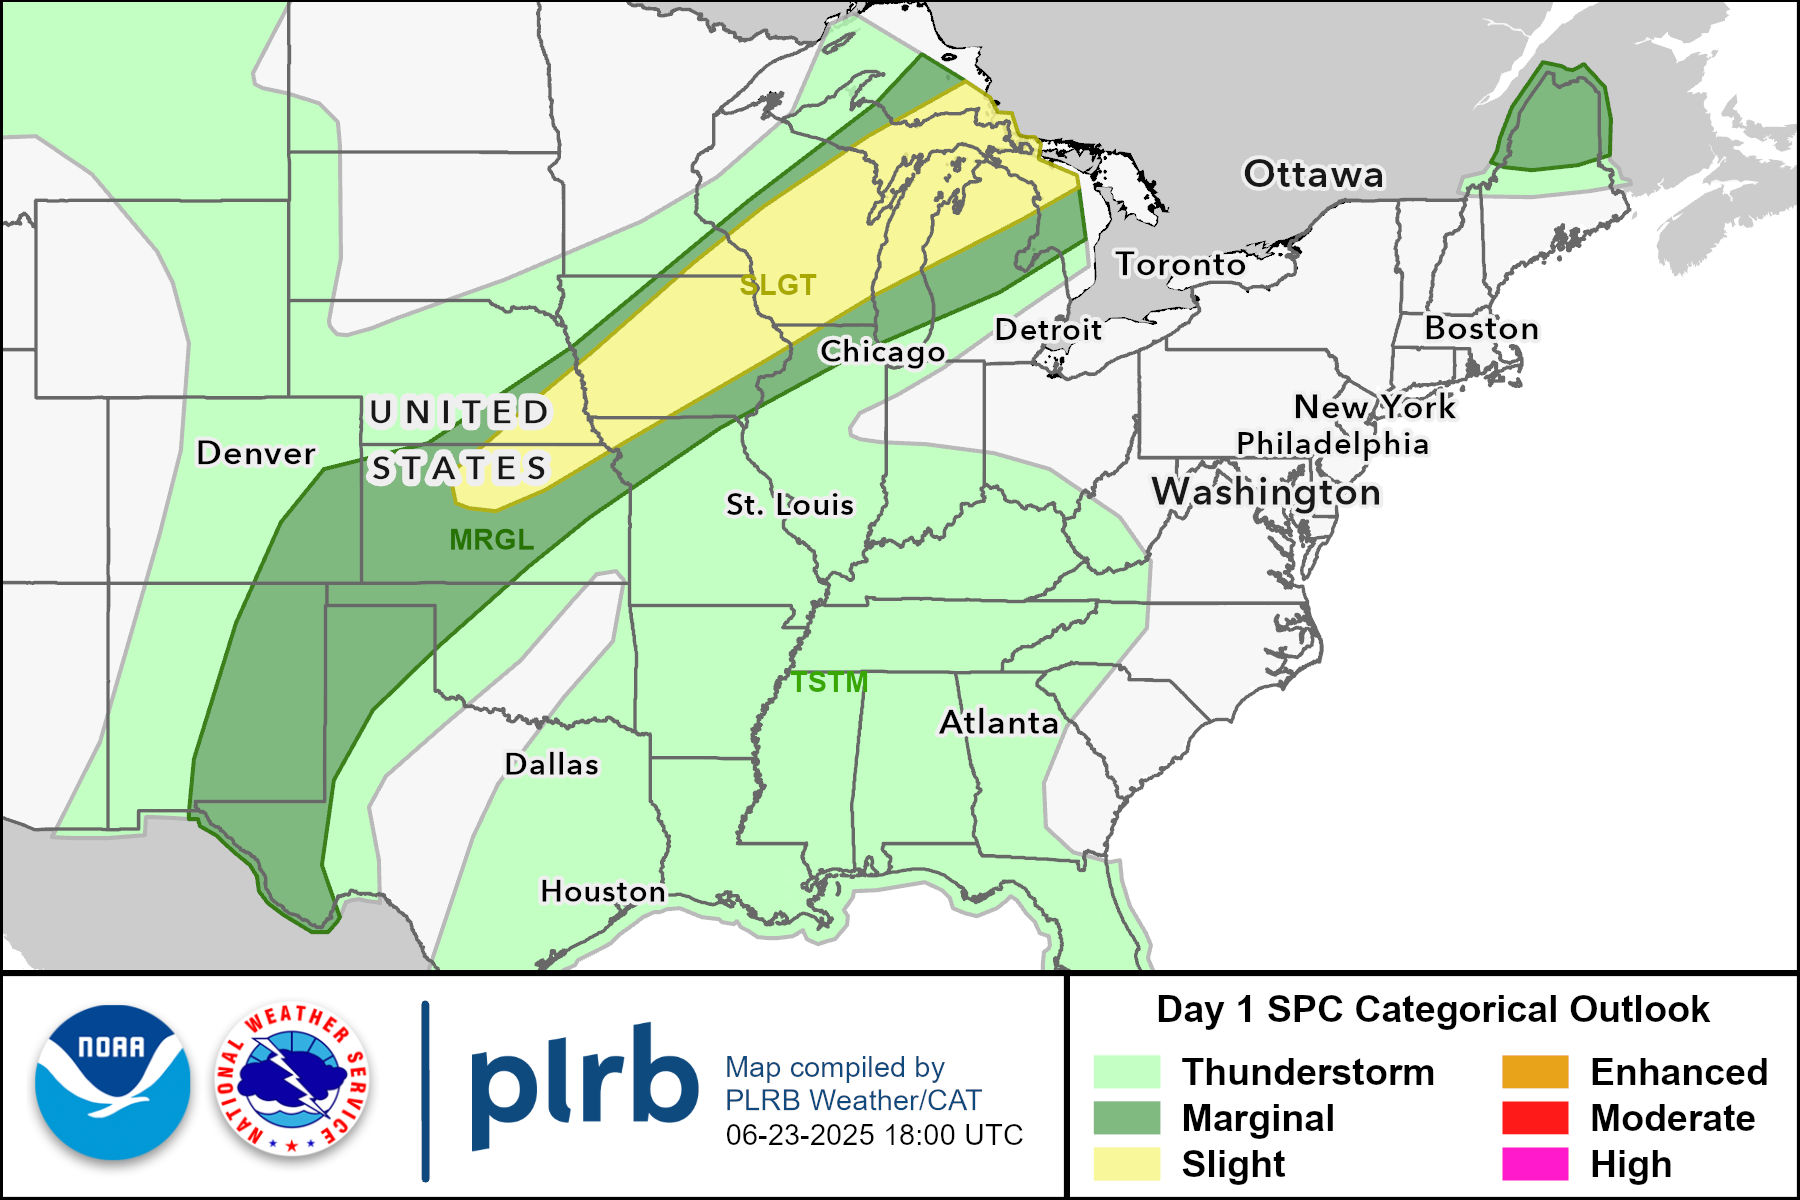 Ottawa
Toronto
SLGT
Detroit
Boston
Chicago
UNITED
STATES
New York
Philadelphia
Denver
Washington
St. Louis
MRGL
TSTM
Atlanta
Dallas
Houston
NOAA
NATIONAL WEATHER SERVICE
plrb
Map compiled by
PLRB Weather/CAT
06-23-2025 18:00 UTC
Day 1 SPC Categorical Outlook
Thunderstorm
Marginal
Slight
Enhanced
Moderate
High